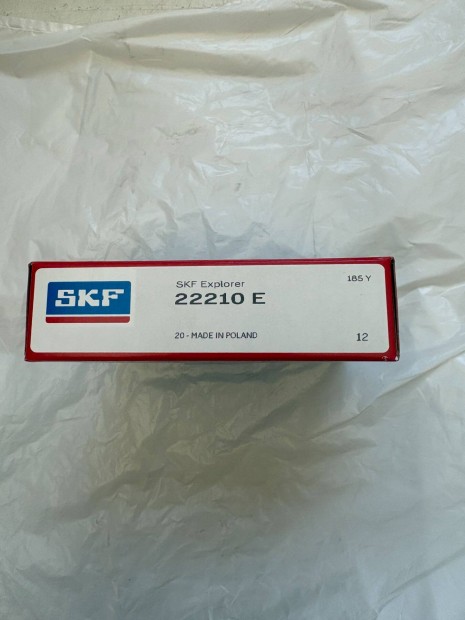 SKF
SKF Explorer
185 Y
22210 E
20 - MADE IN POLAND
12